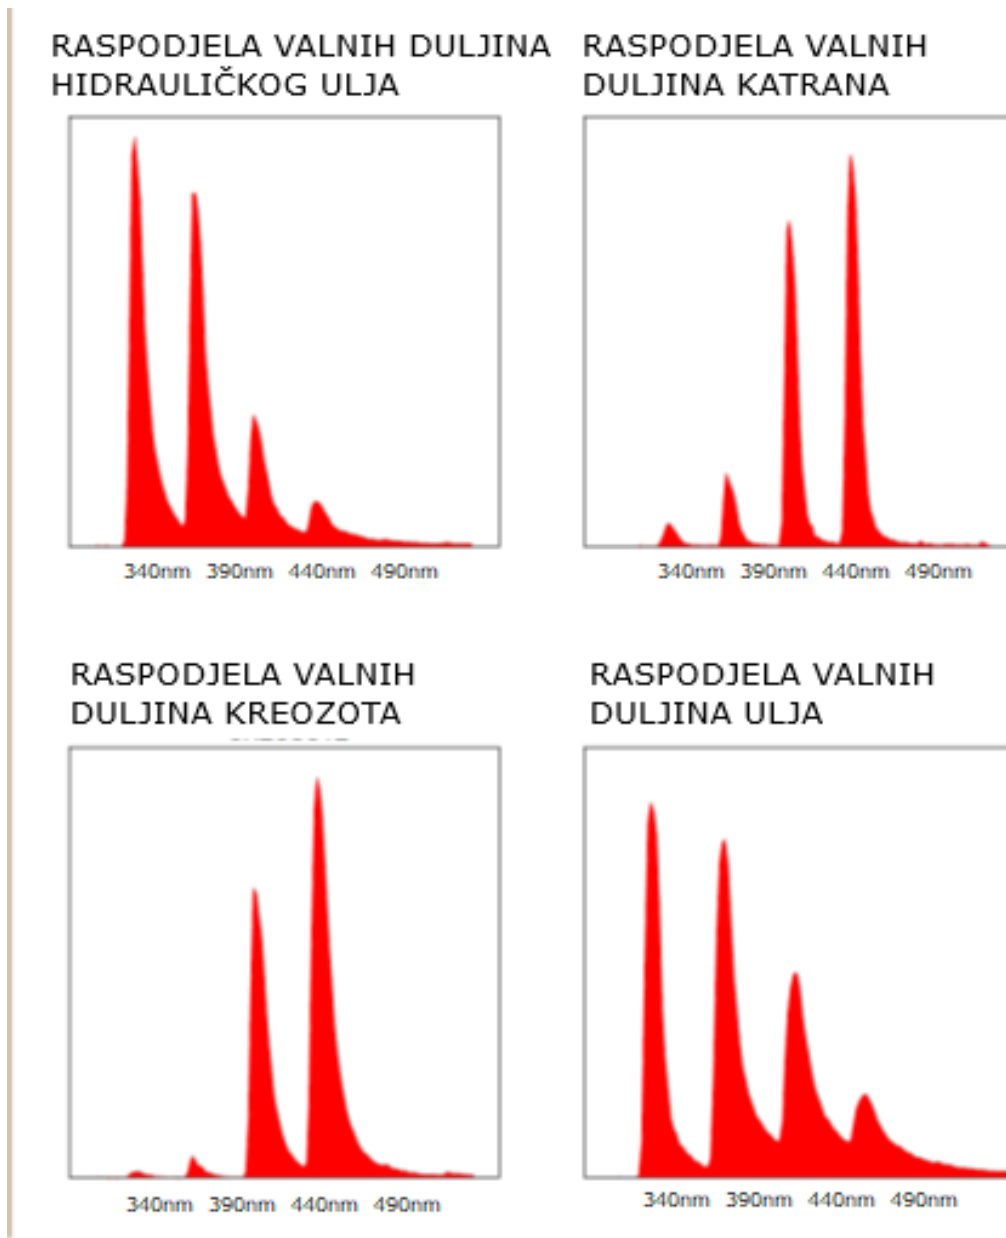 RASPODJELA VALNIH DULJINA
HIDRAULIČKOG ULJA
RASPODJELA VALNIH
DULJINA KATRANA
340nm 390nm 440nm 490nm
340nm 390nm 440nm 490nm
RASPODJELA VALNIH
DULJINA KREOZOTA
RASPODJELA VALNIH
DULJINA ULJA
340nm 390nm 440nm 490nm
340nm 390nm 440nm 490nm